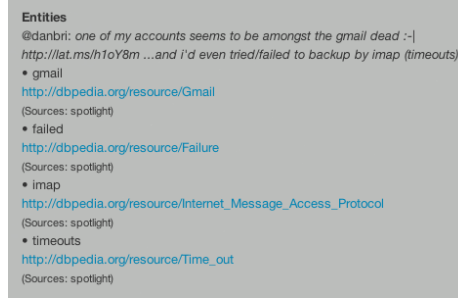 Entities
@danbri: one of my accounts seems to be amongst the gmail dead :-|
http://lat.ms/h1oY8m ...and i'd even tried/failed to backup by imap (timeouts)
• gmail
http://dbpedia.org/resource/Gmail
(Sources: spotlight)
• failed
http://dbpedia.org/resource/Failure
(Sources: spotlight)
• imap
http://dbpedia.org/resource/Internet_Message_Access_Protocol
(Sources: spotlight)
• timeouts
http://dbpedia.org/resource/Time_out
(Sources: spotlight)